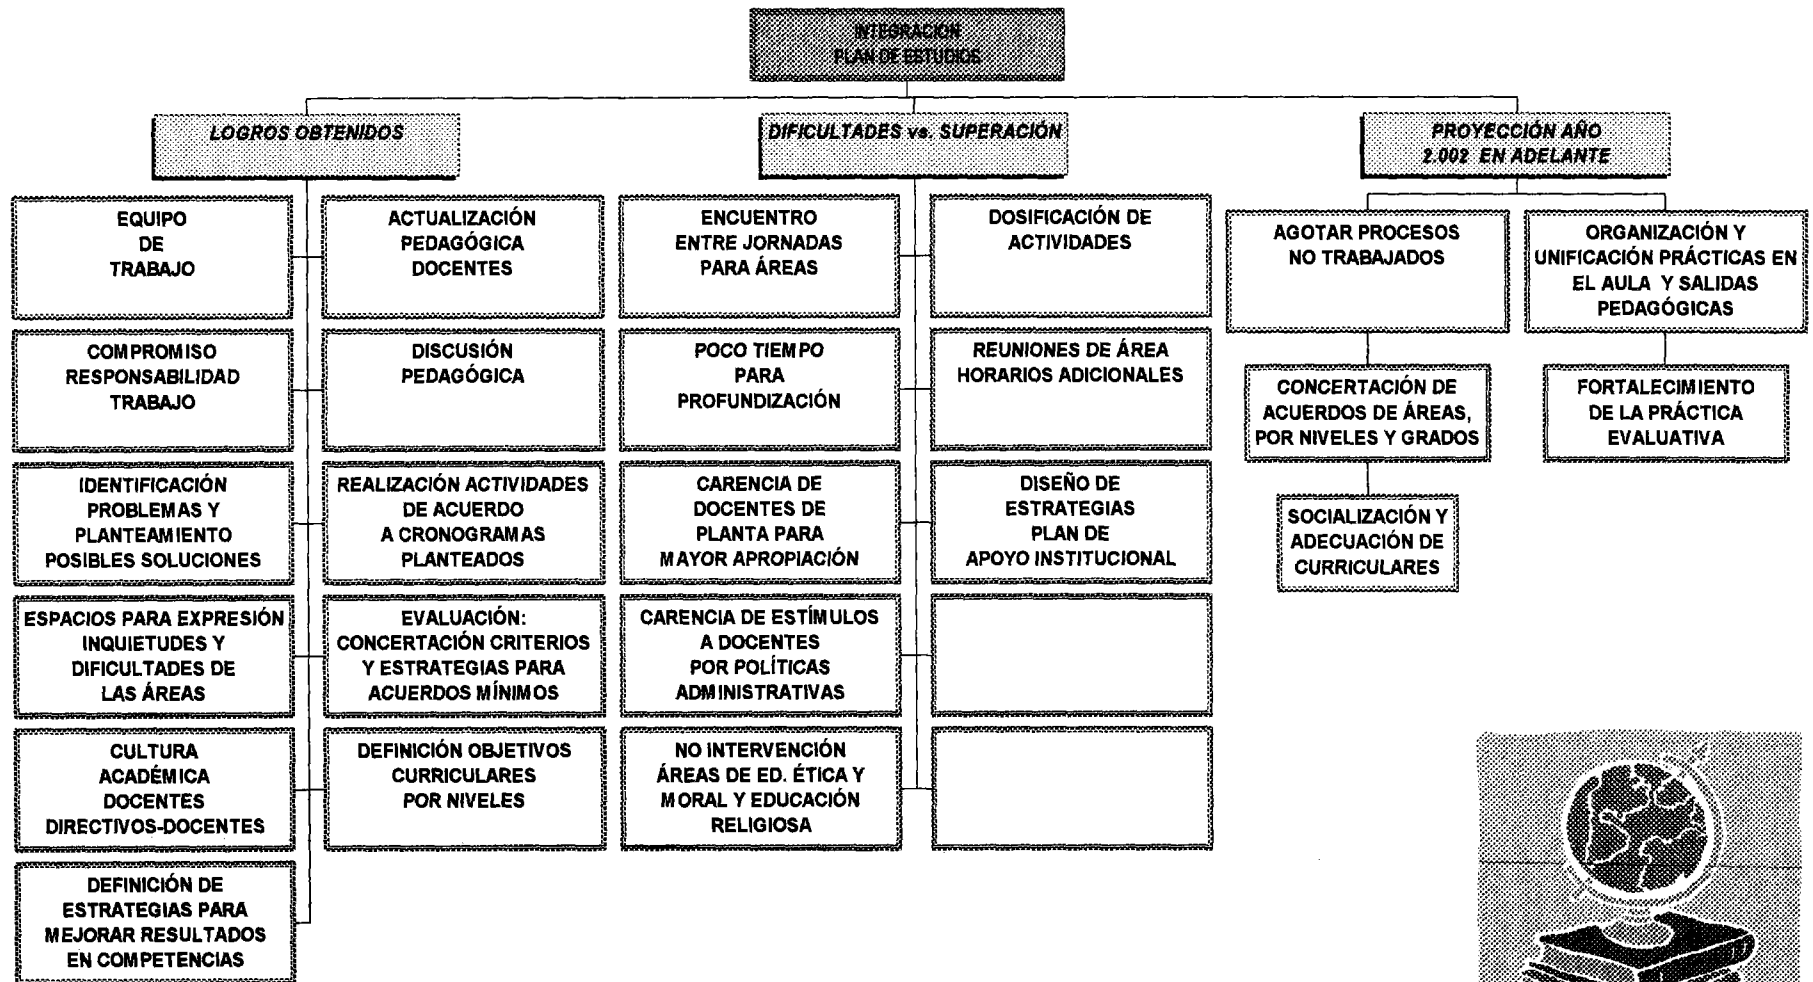 INTEGRACIÓN
PLAN DE ESTUDIOS
LOGROS OBTENIDOS
EQUIPO
DE
TRABAJO
ACTUALIZACIÓN
PEDAGÓGICA
DOCENTES
COMPROMISO
RESPONSABILIDAD
TRABAJO
DISCUSIÓN
PEDAGÓGICA
IDENTIFICACIÓN
PROBLEMAS Y
PLANTEAMIENTO
POSIBLES SOLUCIONES
REALIZACIÓN ACTIVIDADES
DE ACUERDO
A CRONOGRAMAS
PLANTEADOS
ESPACIOS PARA EXPRESIÓN
INQUIETUDES Y
DIFICULTADES DE
LAS ÁREAS
EVALUACIÓN:
CONCERTACIÓN CRITERIOS
Y ESTRATEGIAS PARA
ACUERDOS MÍNIMOS
CULTURA
ACADÉMICA
DOCENTES
DIRECTIVOS-DOCENTES
DEFINICIÓN OBJETIVOS
CURRICULARES
POR NIVELES
DEFINICIÓN DE
ESTRATEGIAS PARA
MEJORAR RESULTADOS
EN COMPETENCIAS
DIFICULTADES vs. SUPERACIÓN
ENCUENTRO
ENTRE JORNADAS
PARA ÁREAS
DOSIFICACIÓN DE
ACTIVIDADES
POCO TIEMPO
PARA
PROFUNDIZACIÓN
REUNIONES DE ÁREA
HORARIOS ADICIONALES
CARENCIA DE
DOCENTES DE
PLANTA PARA
MAYOR APROPIACIÓN
DISEÑO DE
ESTRATEGIAS
PLAN DE
APOYO INSTITUCIONAL
CARENCIA DE ESTÍMULOS
A DOCENTES
POR POLÍTICAS
ADMINISTRATIVAS
NO INTERVENCIÓN
ÁREAS DE ED. ÉTICA Y
MORAL Y EDUCACIÓN
RELIGIOSA
PROYECCIÓN AÑO
2.002 EN ADELANTE
AGOTAR PROCESOS
NO TRABAJADOS
CONCERTACIÓN DE
ACUERDOS DE ÁREAS,
POR NIVELES Y GRADOS
SOCIALIZACIÓN Y
ADECUACIÓN DE
CURRICULARES
ORGANIZACIÓN Y
UNIFICACIÓN PRÁCTICAS EN
EL AULA Y SALIDAS
PEDAGÓGICAS
FORTALECIMIENTO
DE LA PRÁCTICA
EVALUATIVA